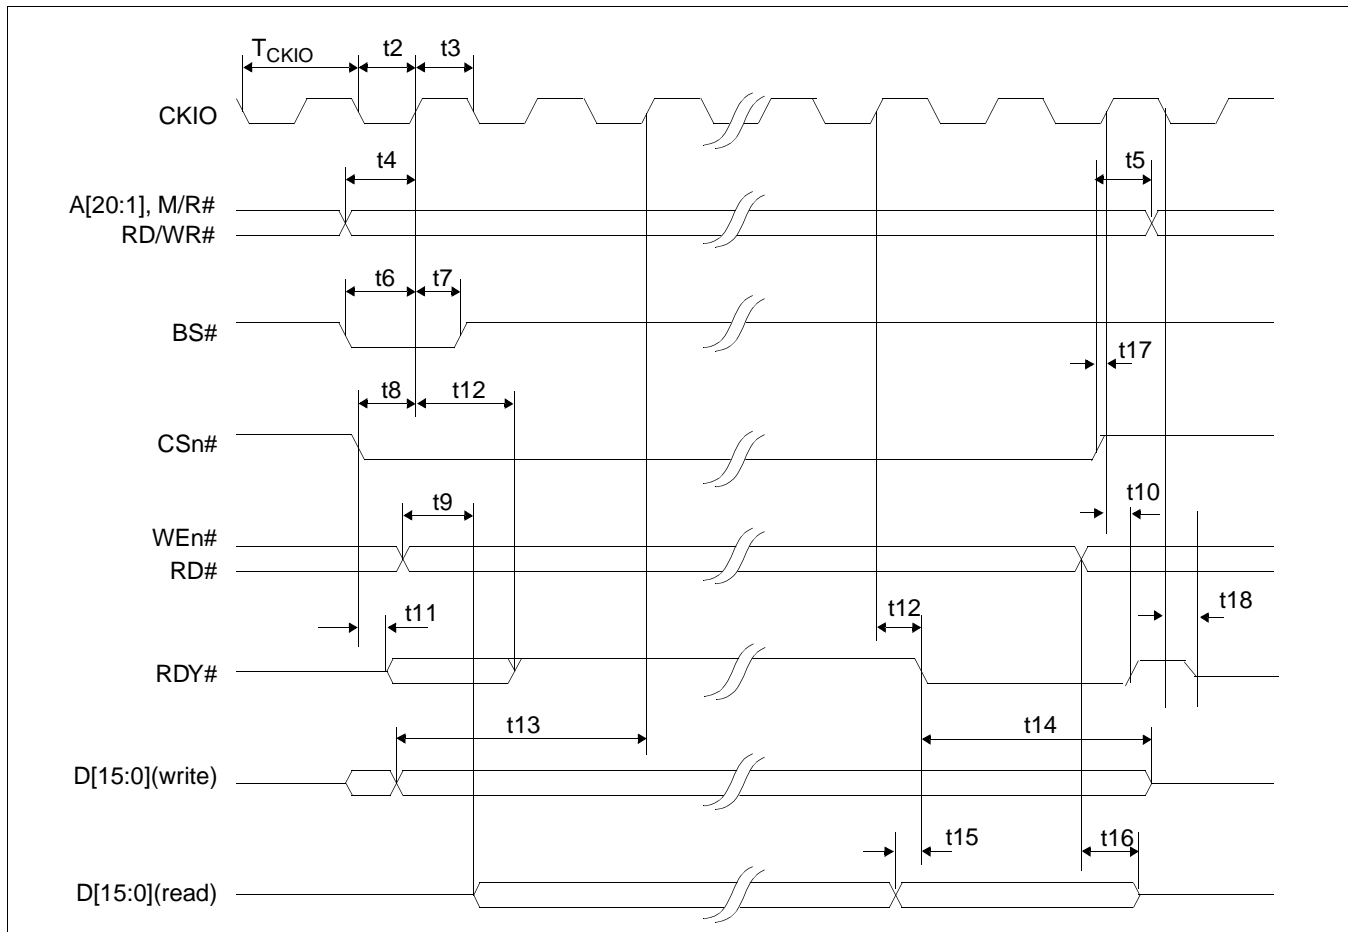 TCKIO t2 t3
CKIO
t4 t5
A[20:1], M/R#
RD/WR#
t6 t7
BS#
t17
t8 t12
CSn#
t9 t10
WEn#
RD#
t11 t12 t18
RDY#
t13 t14
D[15:0](write)
t15 t16
D[15:0](read)